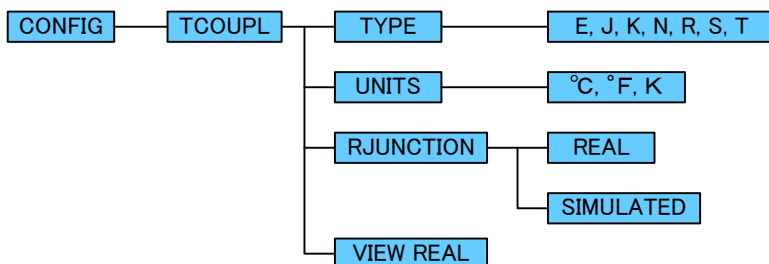 CONFIG TCOUPL TYPE E, J, K, N, R, S, T
UNITS °C, °F, K
RJUNCTION REAL
SIMULATED
VIEW REAL